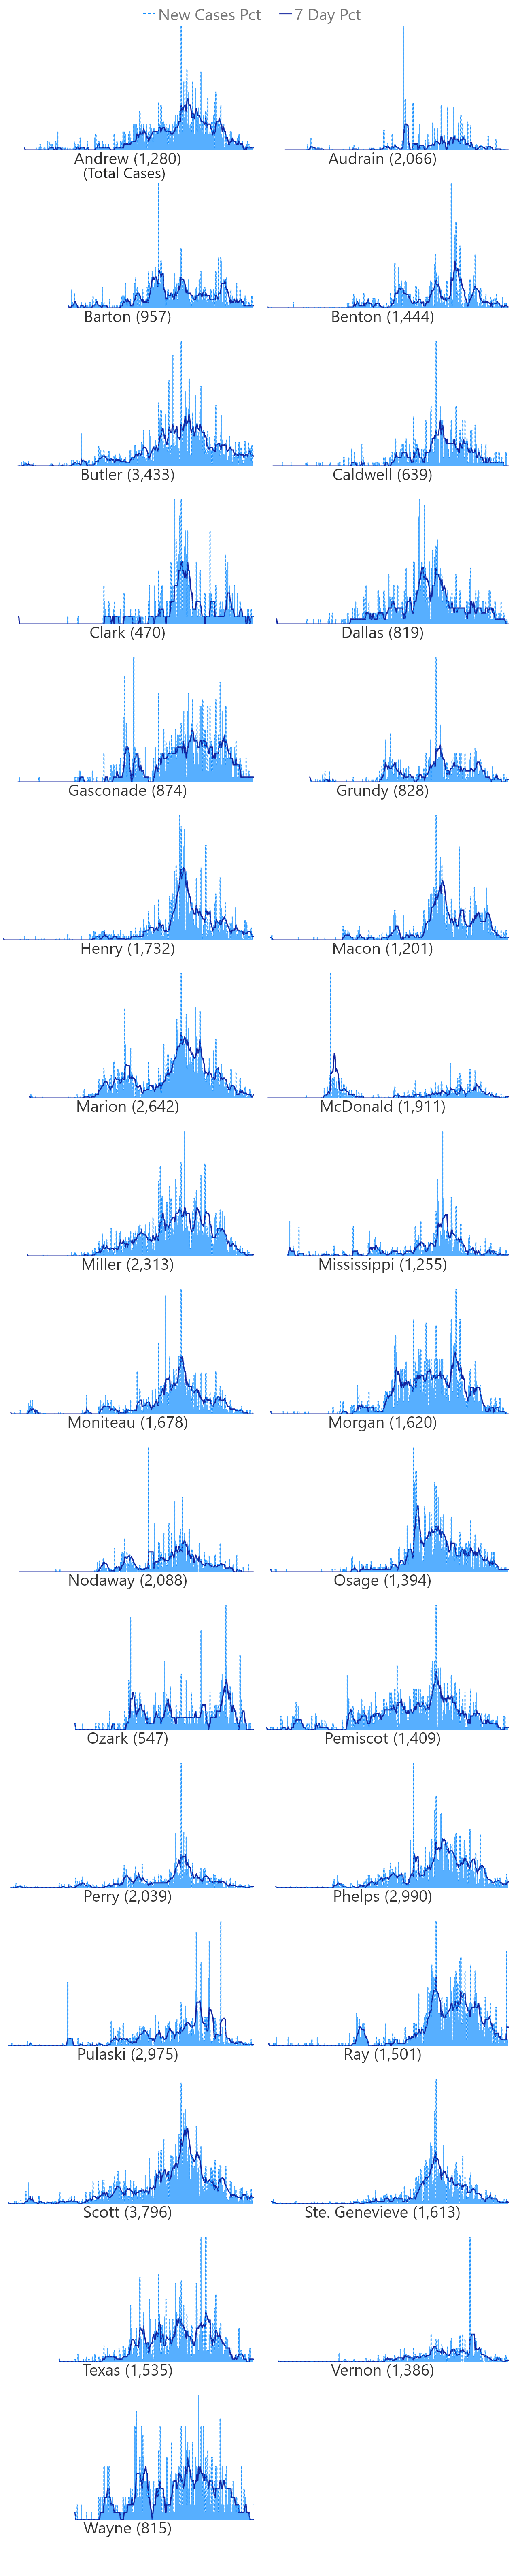 New Cases Pct 7 Day Pct
Andrew (1,280) Audrain (2,066)
(Total Cases)
Barton (957) Benton (1,444)
Butler (3,433) Caldwell (639)
Clark (470) Dallas (819)
Gasconade (874) Grundy (828)
Henry (1,732) Macon (1,201)
Marion (2,642) McDonald (1,911)
Miller (2,313) Mississippi (1,255)
Moniteau (1,678) Morgan (1,620)
Nodaway (2,088) Osage (1,394)
Ozark (547) Pemiscot (1,409)
Perry (2,039) Phelps (2,990)
Pulaski (2,975) Ray (1,501)
Scott (3,796) Ste. Genevieve (1,613)
Texas (1,535) Vernon (1,386)
Wayne (815)